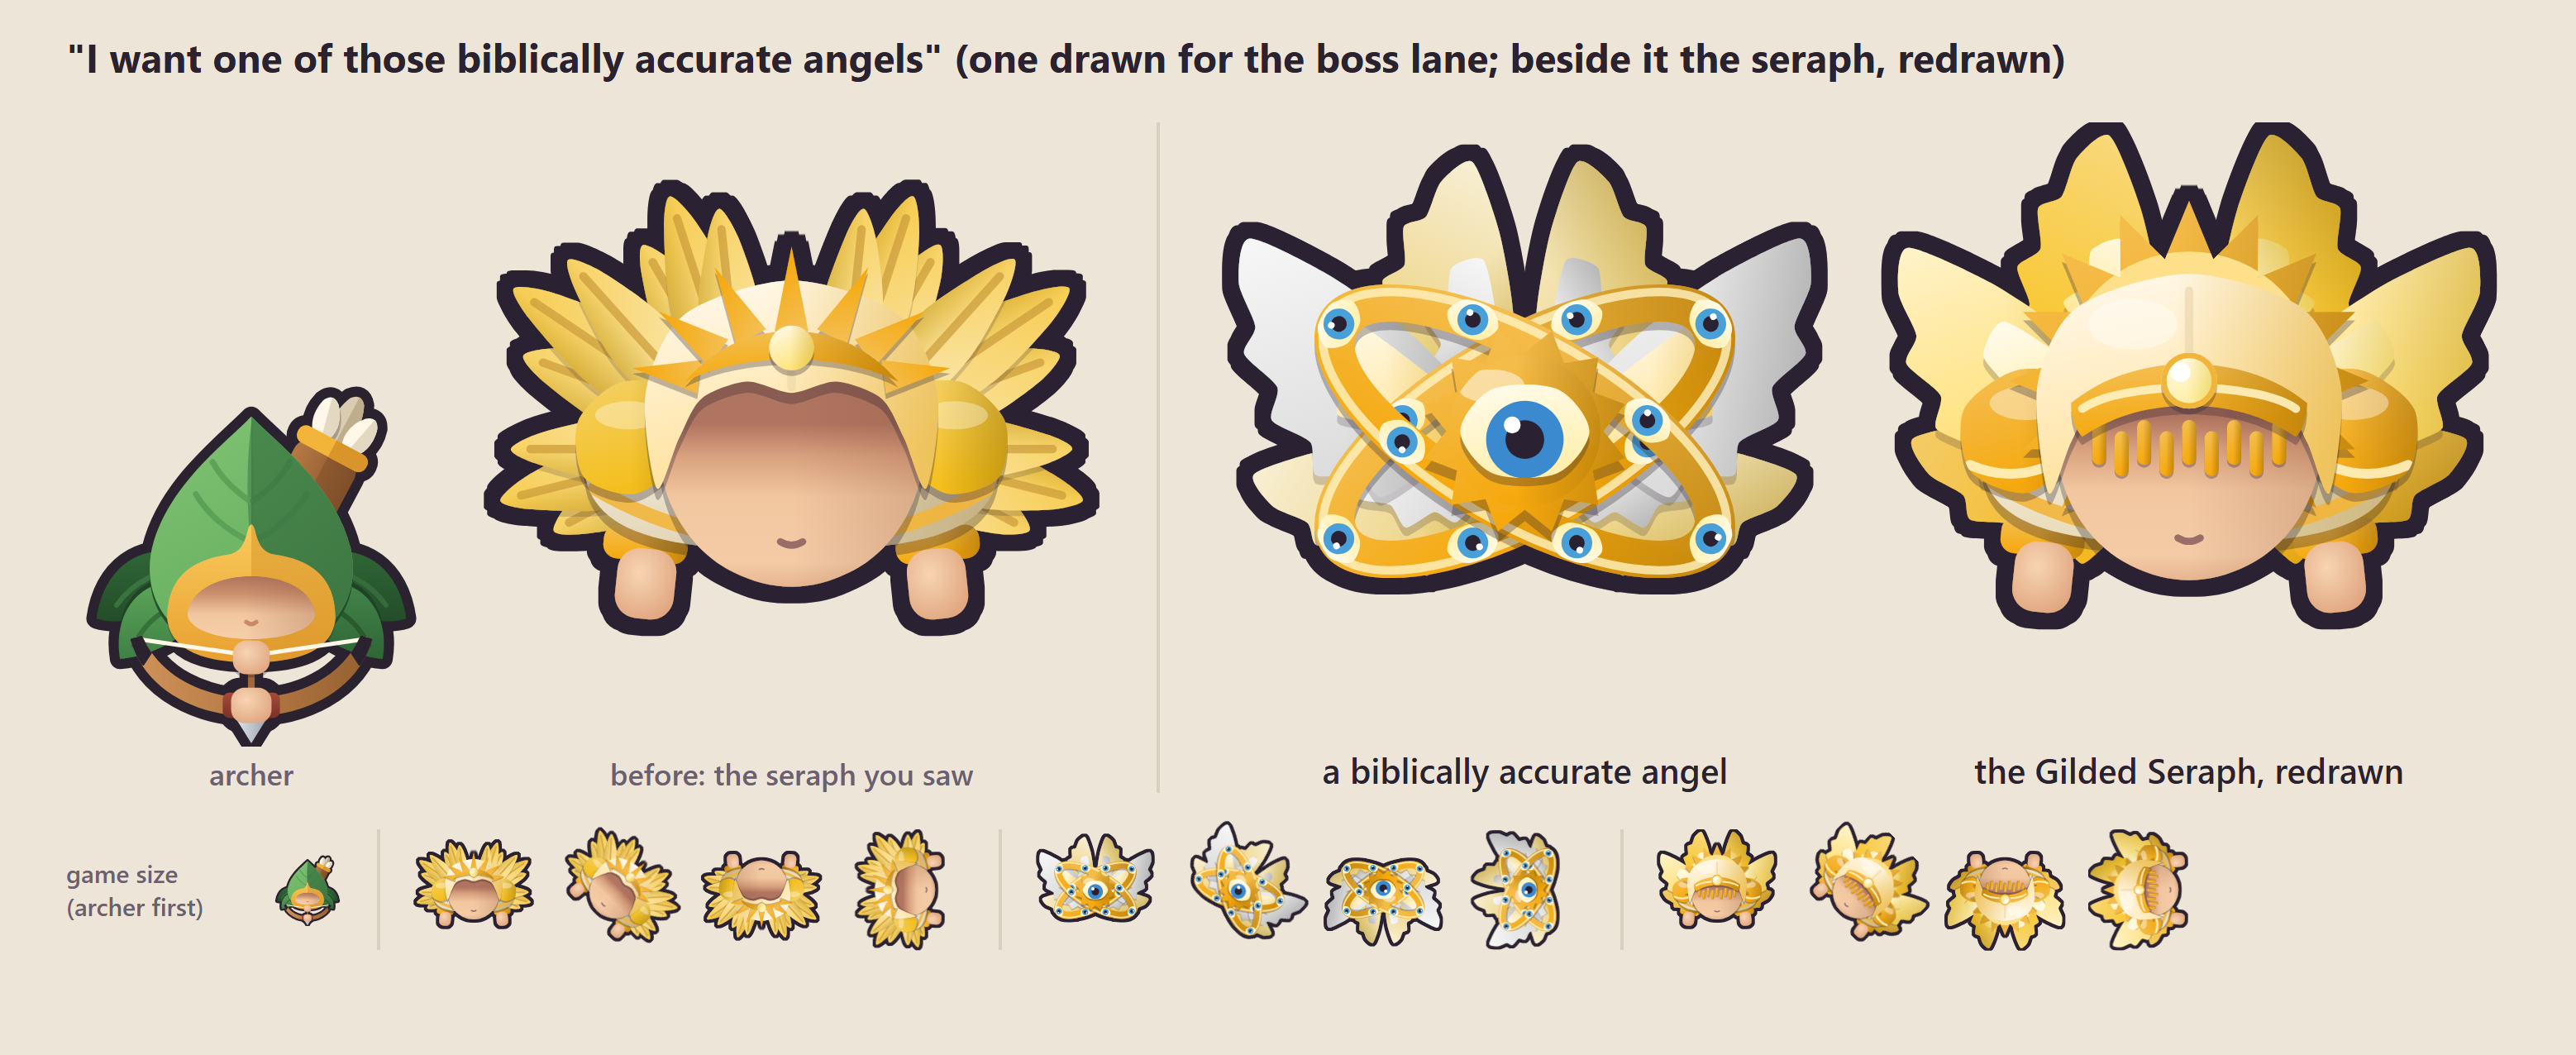 "I want one of those biblically accurate angels" (one drawn for the boss lane; beside it the seraph, redrawn)
archer
before: the seraph you saw
a biblically accurate angel
the Gilded Seraph, redrawn
game size
(archer first)